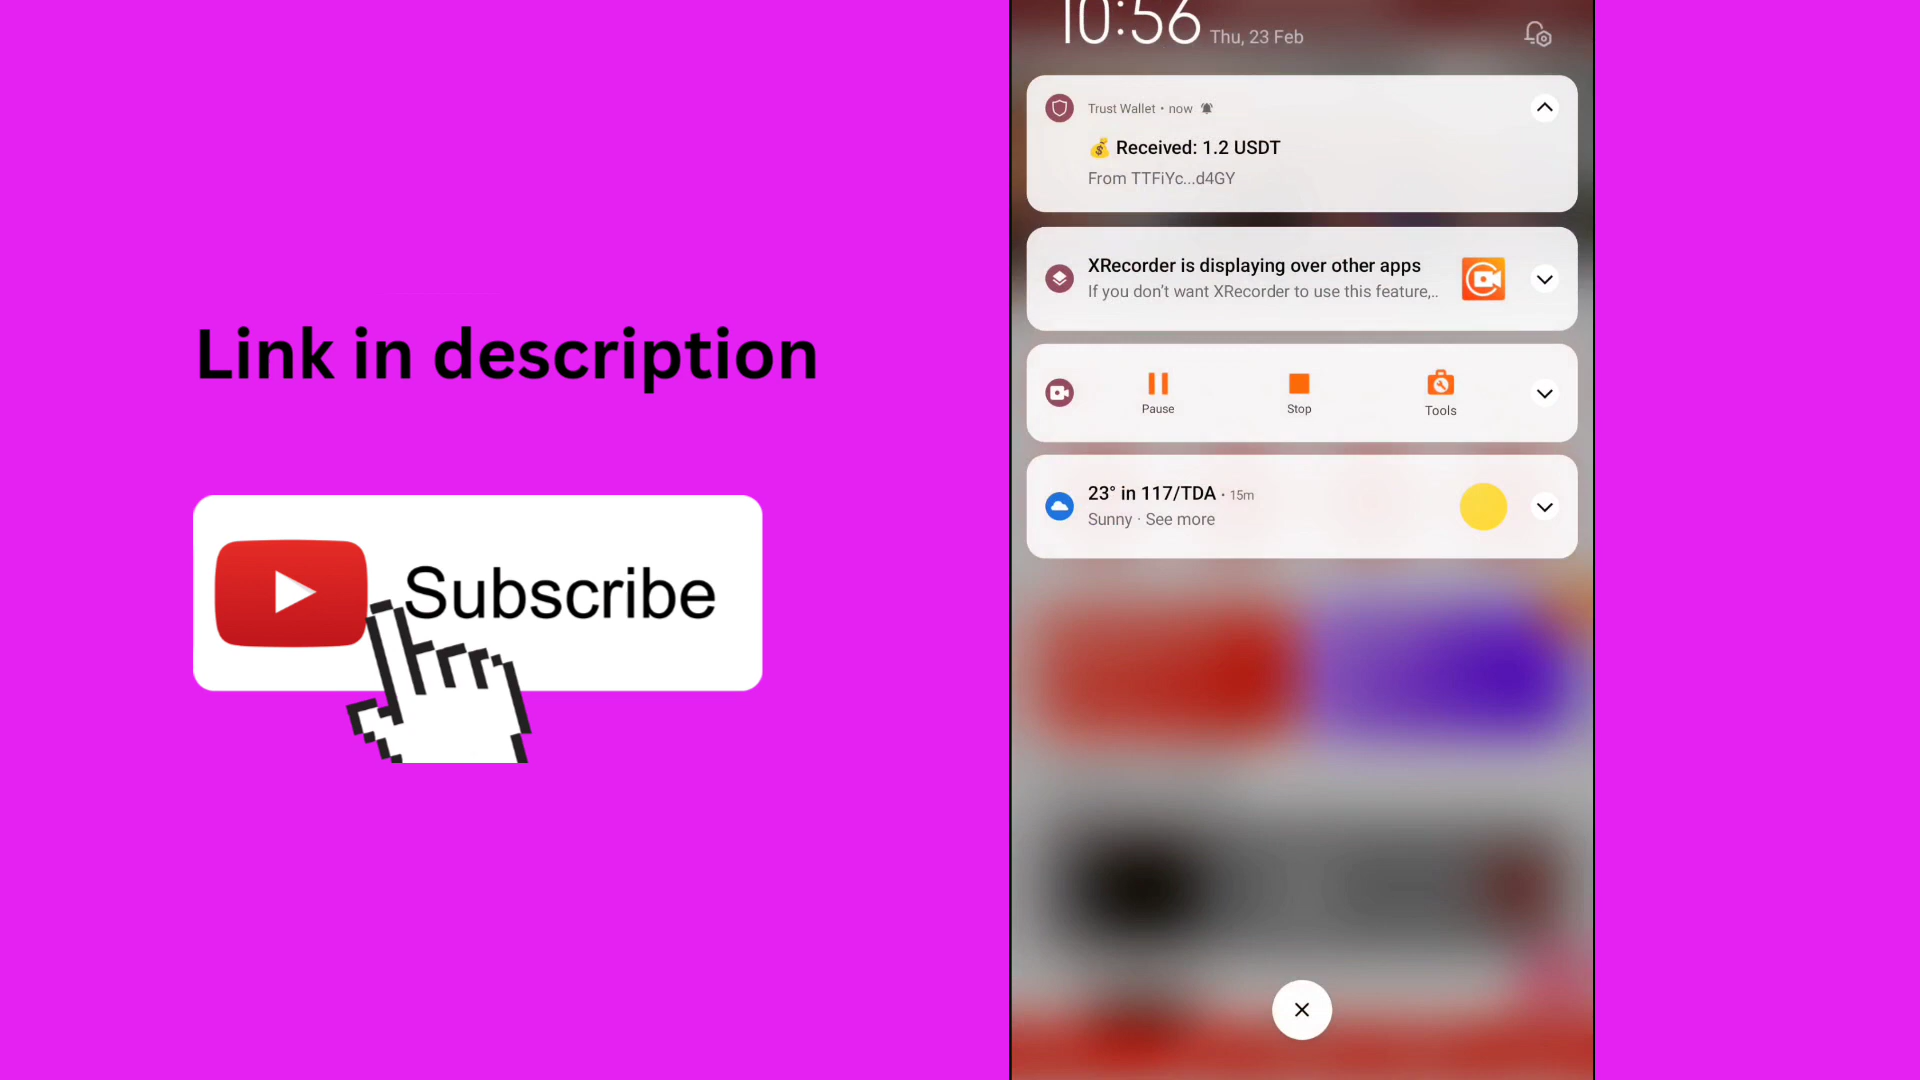 Link in description
Subscribe
10:56 Thu, 23 Feb
Trust Wallet • now
💰 Received: 1.2 USDT
From TTFiYc...d4GY
XRecorder is displaying over other apps
If you don't want XRecorder to use this feature,..
Pause
Stop
Tools
23° in 117/TDA • 15m
Sunny · See more